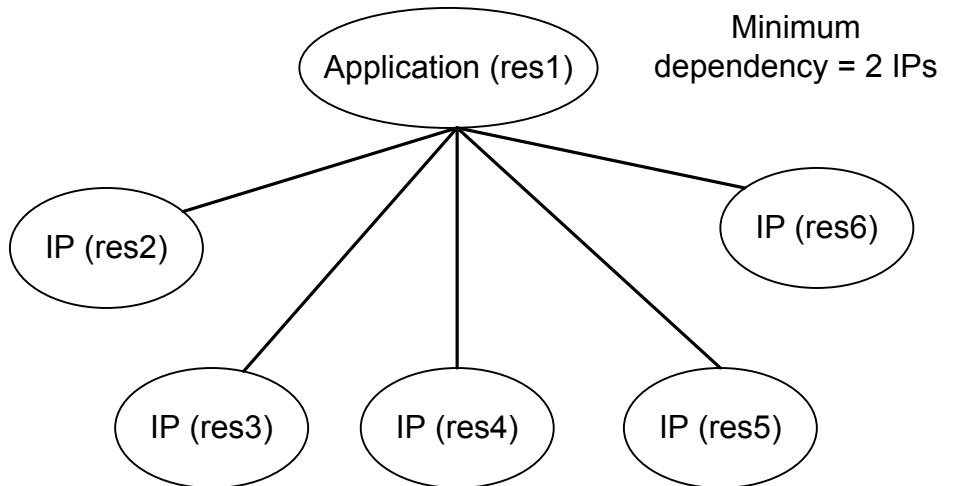 Application (res1)
Minimum
dependency = 2 IPs
IP (res2)
IP (res6)
IP (res3)
IP (res4)
IP (res5)